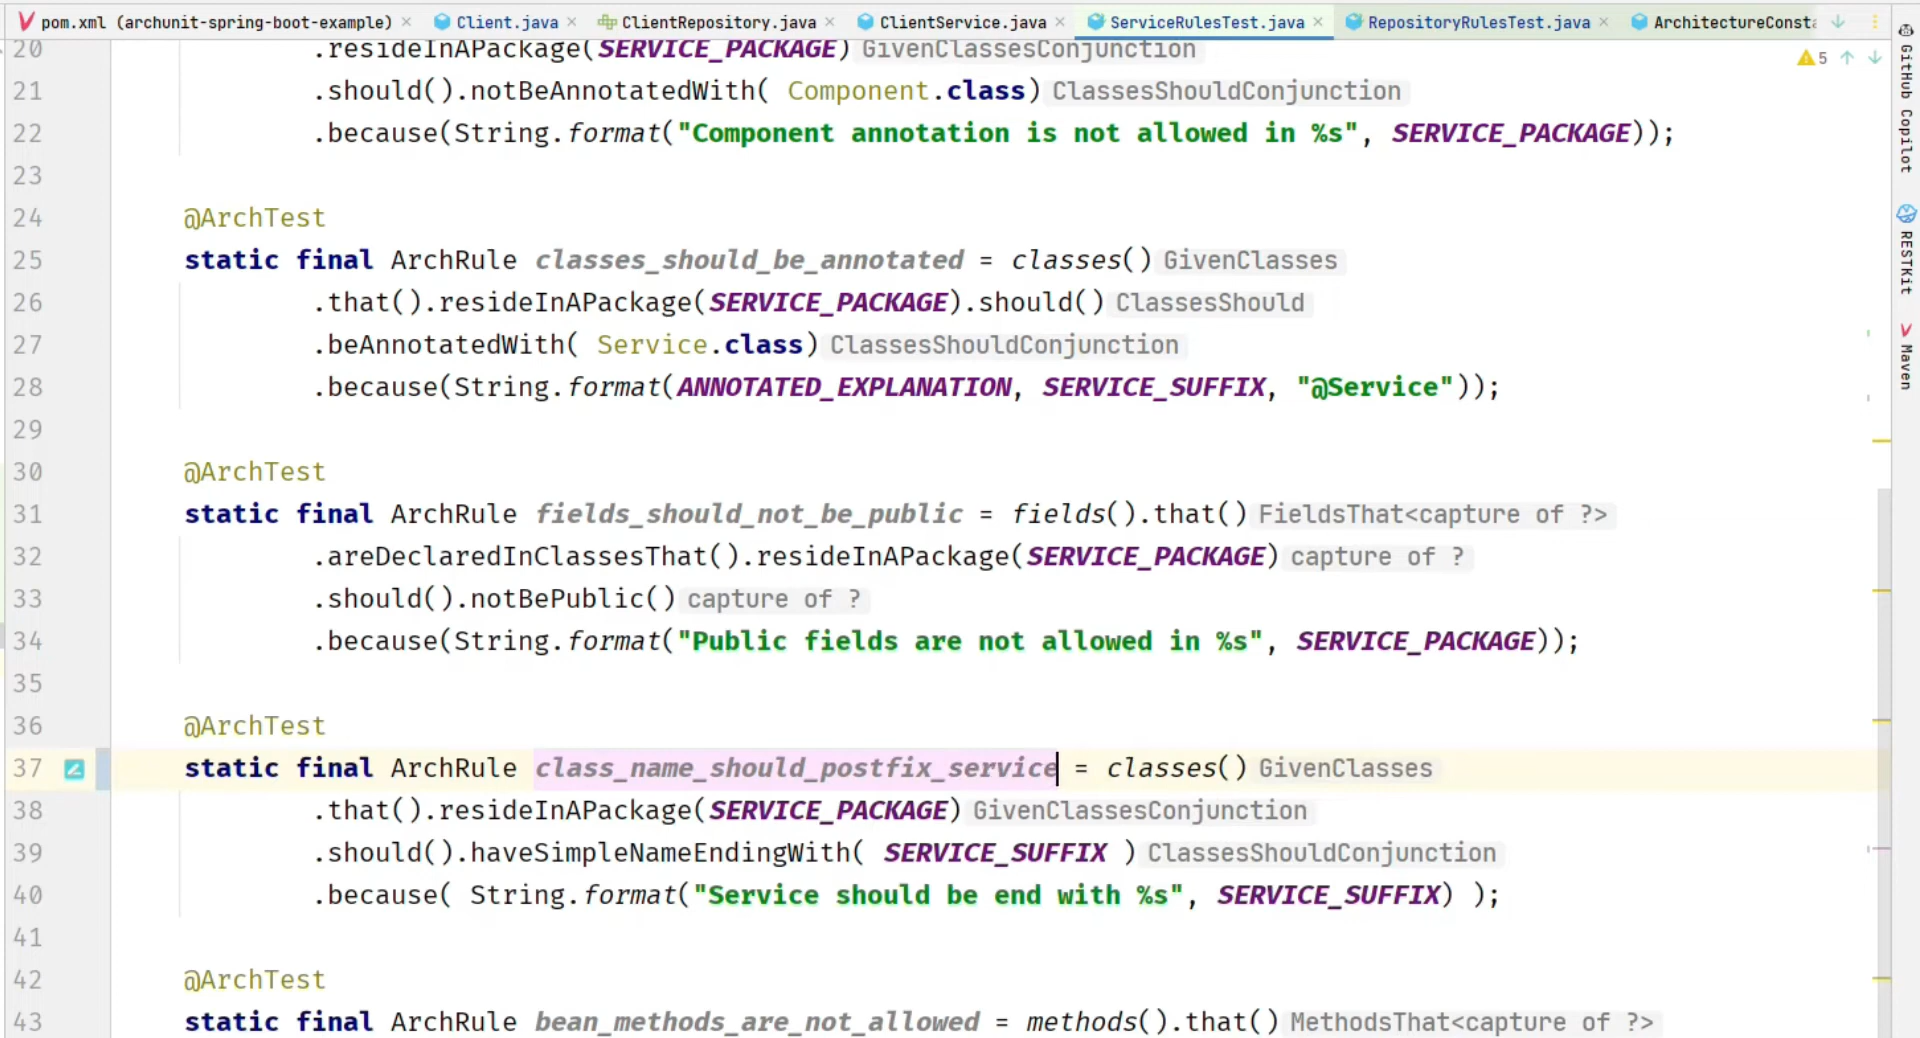 pom.xml (archunit-spring-boot-example) Client.java ClientRepository.java ClientService.java ServiceRulesTest.java RepositoryRulesTest.java ArchitectureConsta
20 .resideInAPackage(SERVICE_PACKAGE) GivenClassesConjunction
21 .should().notBeAnnotatedWith( Component.class) ClassesShouldConjunction
22 .because(String.format("Component annotation is not allowed in %s", SERVICE_PACKAGE));
23
24 @ArchTest
25 static final ArchRule classes_should_be_annotated = classes() GivenClasses
26 .that().resideInAPackage(SERVICE_PACKAGE).should() ClassesShould
27 .beAnnotatedWith( Service.class) ClassesShouldConjunction
28 .because(String.format(ANNOTATED_EXPLANATION, SERVICE_SUFFIX, "@Service"));
29
30 @ArchTest
31 static final ArchRule fields_should_not_be_public = fields().that() FieldsThat<capture of ?>
32 .areDeclaredInClassesThat().resideInAPackage(SERVICE_PACKAGE) capture of ?
33 .should().notBePublic() capture of ?
34 .because(String.format("Public fields are not allowed in %s", SERVICE_PACKAGE));
35
36 @ArchTest
37 static final ArchRule class_name_should_postfix_service = classes() GivenClasses
38 .that().resideInAPackage(SERVICE_PACKAGE) GivenClassesConjunction
39 .should().haveSimpleNameEndingWith( SERVICE_SUFFIX ) ClassesShouldConjunction
40 .because( String.format("Service should be end with %s", SERVICE_SUFFIX) );
41
42 @ArchTest
43 static final ArchRule bean_methods_are_not_allowed = methods().that() MethodsThat<capture of ?>
5
GitHub Copilot
RESTKit
Maven